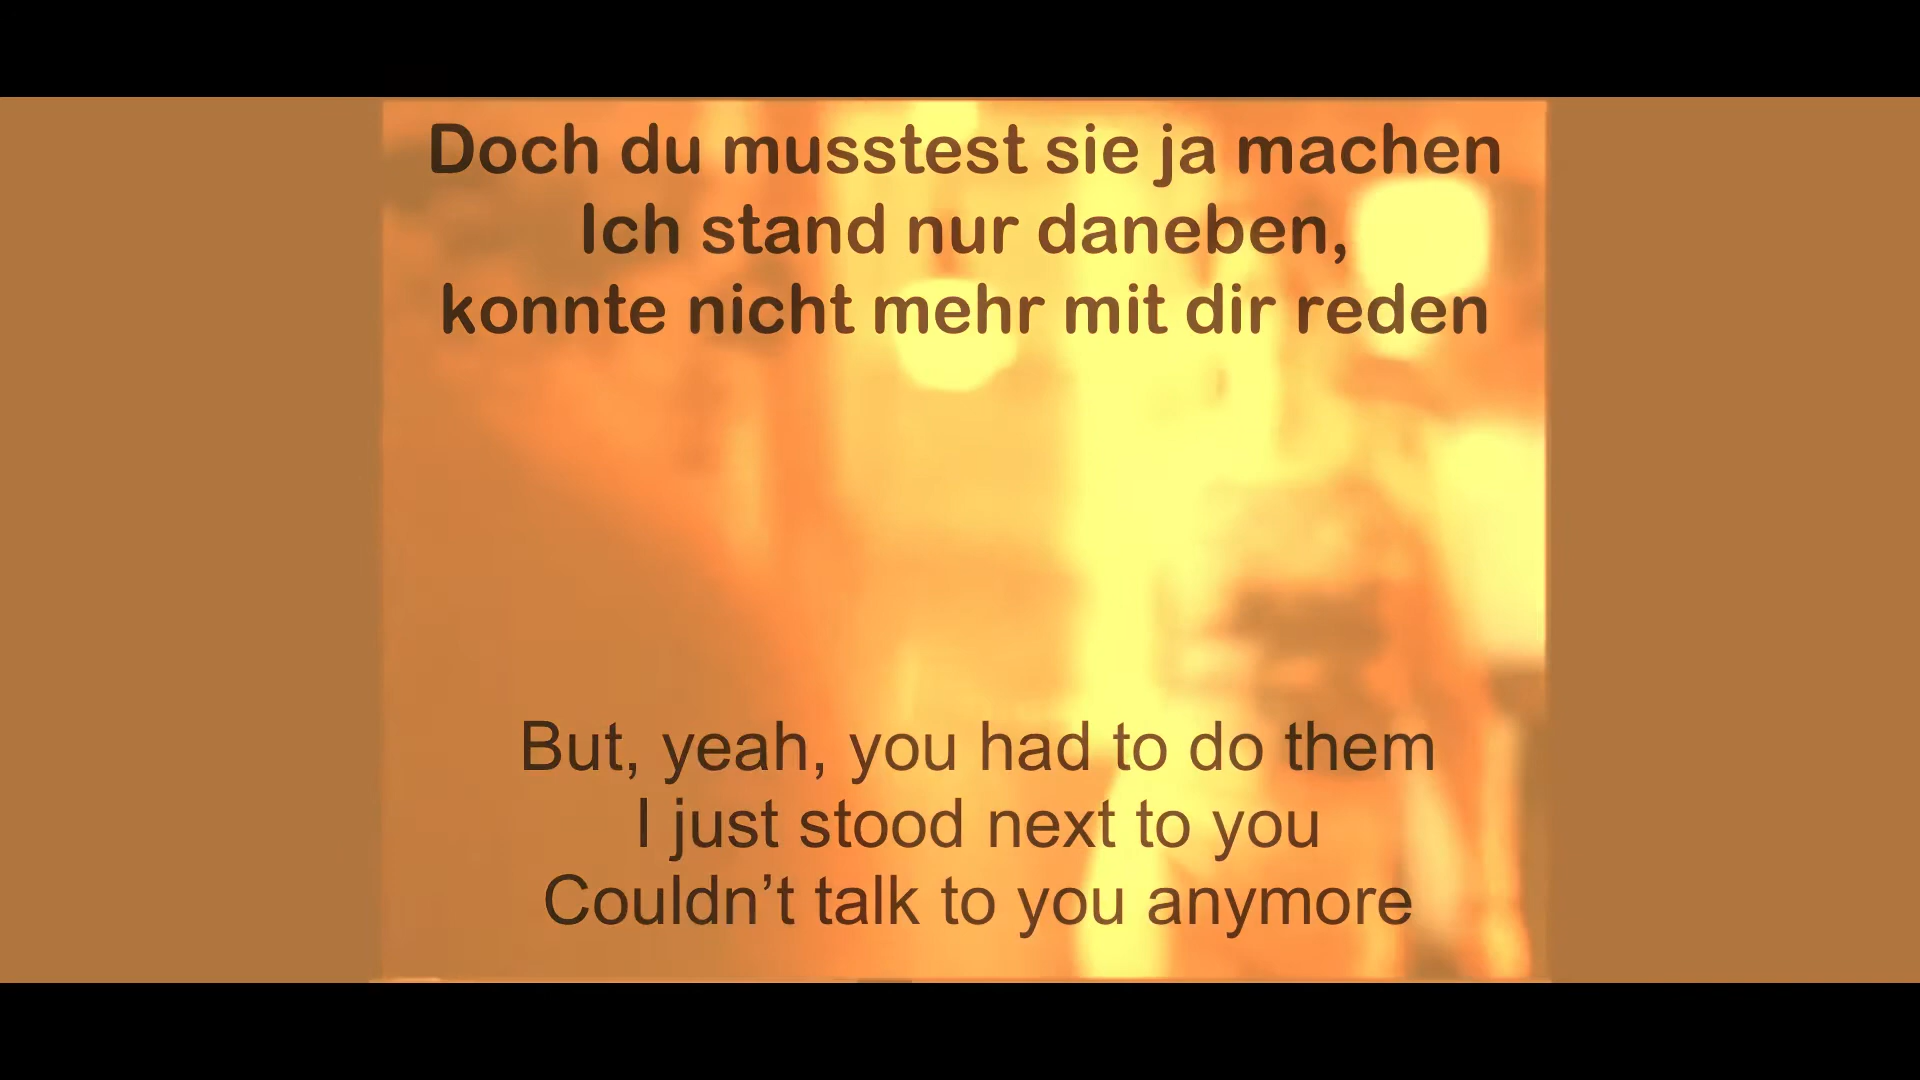 Doch du musstest sie ja machen
Ich stand nur daneben,
konnte nicht mehr mit dir reden
But, yeah, you had to do them
I just stood next to you
Couldn’t talk to you anymore